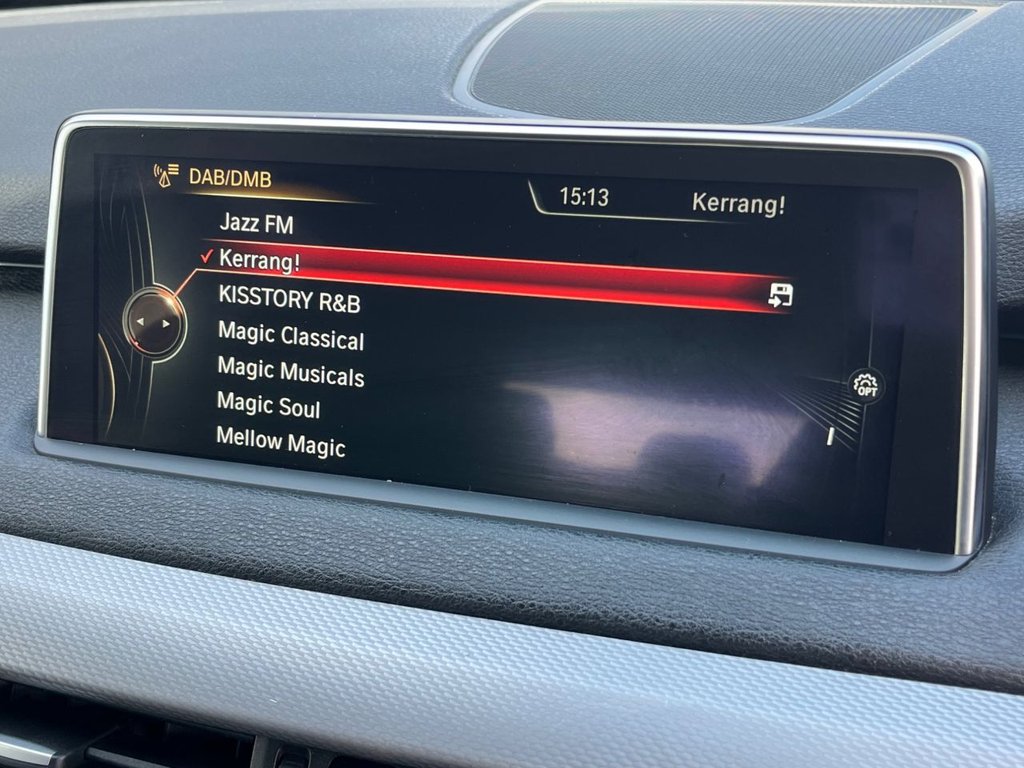 DAB/DMB
15:13 Kerrang!
Jazz FM
Kerrang!
KISSTORY R&B
Magic Classical
Magic Musicals
OPT
Magic Soul
Mellow Magic